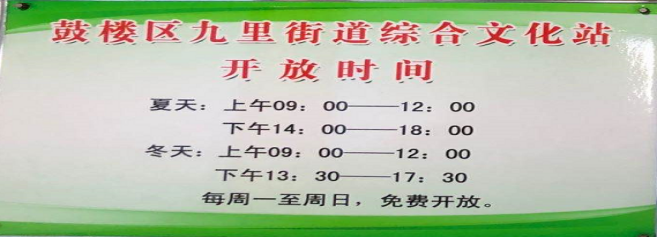 鼓楼区九里街道综合文化站
开放时间
夏天：上午09：00——12：00
下午14：00——18：00
冬天：上午09：00——12：00
下午13：30——17：30
每周一至周日，免费开放。